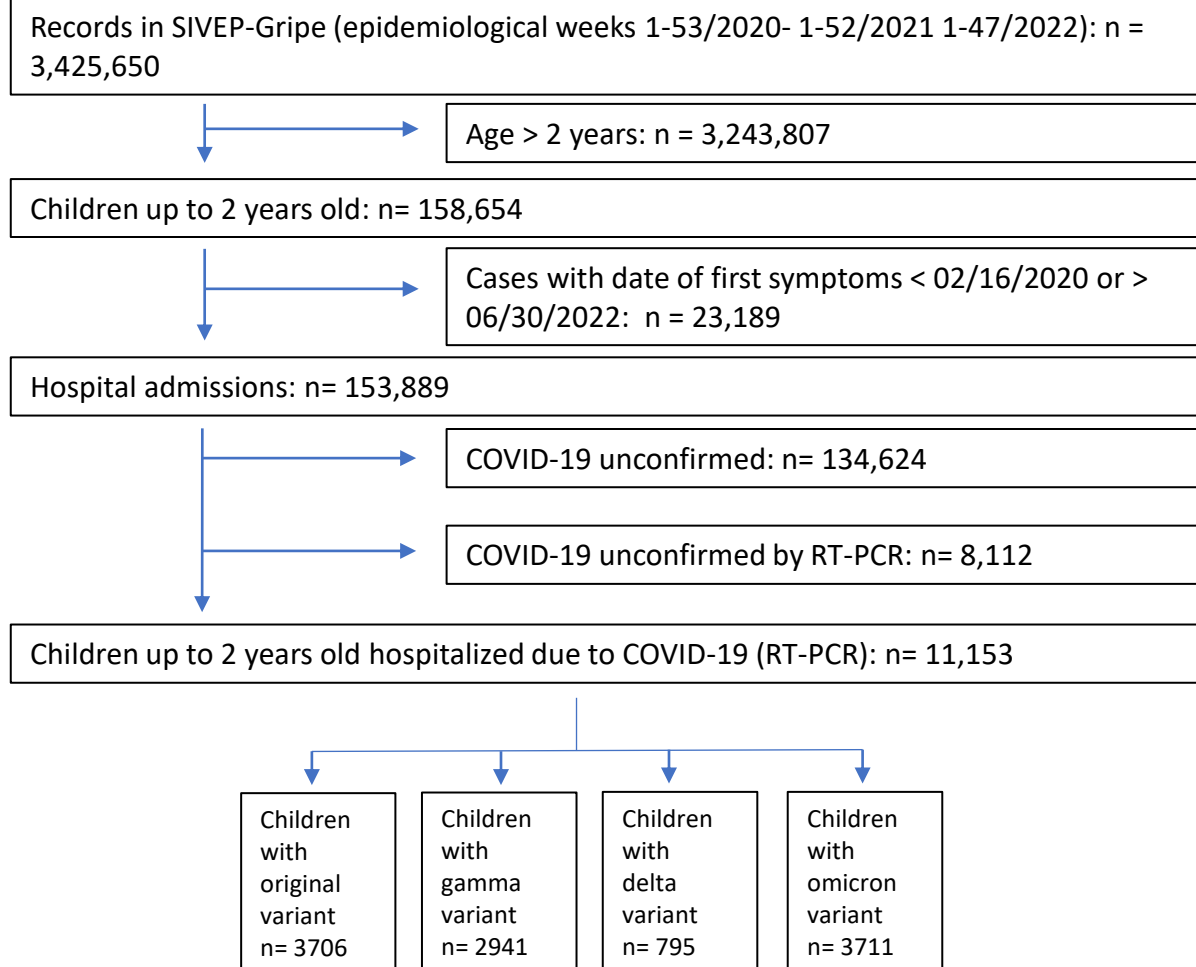 Records in SIVEP-Gripe (epidemiological weeks 1-53/2020- 1-52/2021 1-47/2022): n =
3,425,650
Age > 2 years: n = 3,243,807
Children up to 2 years old: n= 158,654
Cases with date of first symptoms < 02/16/2020 or >
06/30/2022:  n = 23,189
Hospital admissions: n= 153,889
COVID-19 unconfirmed: n= 134,624
COVID-19 unconfirmed by RT-PCR: n= 8,112
Children up to 2 years old hospitalized due to COVID-19 (RT-PCR): n= 11,153
Children
with
original
variant
n= 3706
Children
with
gamma
variant
n= 2941
Children
with
delta
variant
n= 795
Children
with
omicron
variant
n= 3711